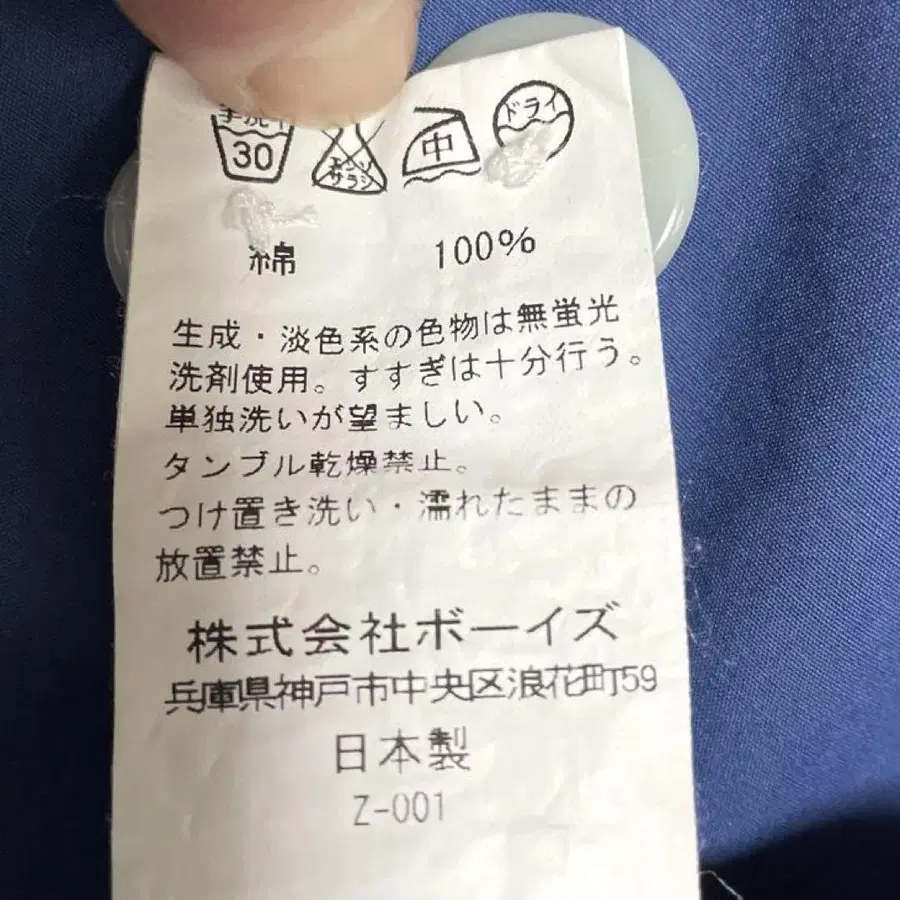 手洗イ
30
エンソ
サラシ
中
ドライ
綿 100%
生成・淡色系の色物は無蛍光
洗剤使用。すすぎは十分行う。
単独洗いが望ましい。
タンブル乾燥禁止。
つけ置き洗い・濡れたままの
放置禁止。
株式会社ボーイズ
兵庫県神戸市中央区浪花町59
日本製
Z-001